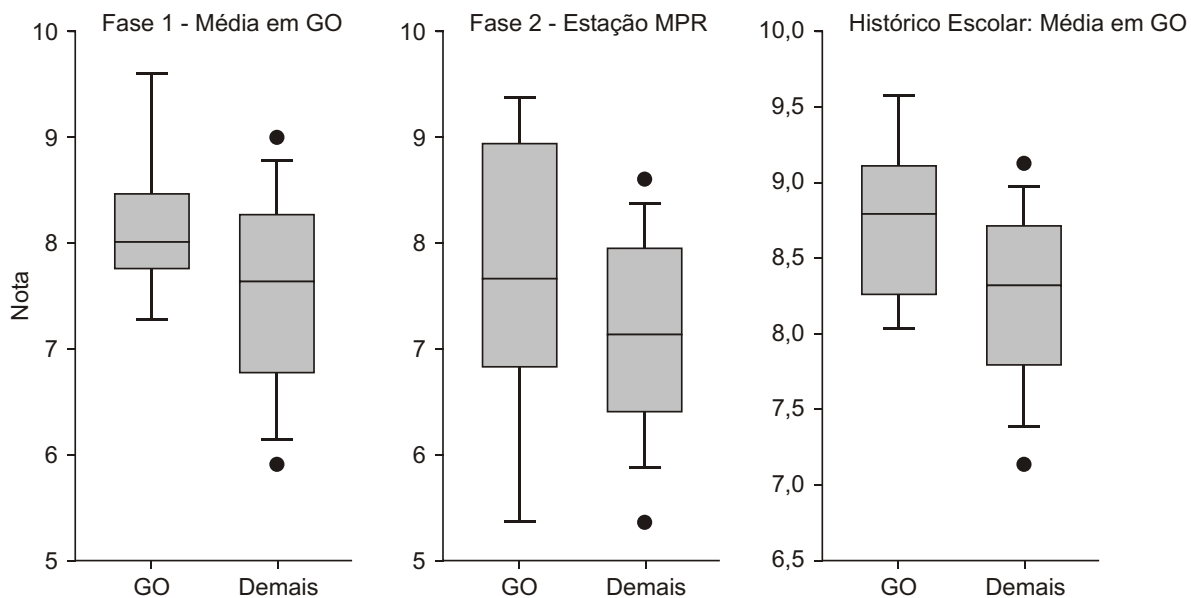 Fase 1 - Média em GO
Nota
10
9
8
7
6
5
GO Demais
Fase 2 - Estação MPR
10
9
8
7
6
5
GO Demais
Histórico Escolar: Média em GO
10,0
9,5
9,0
8,5
8,0
7,5
7,0
6,5
GO Demais